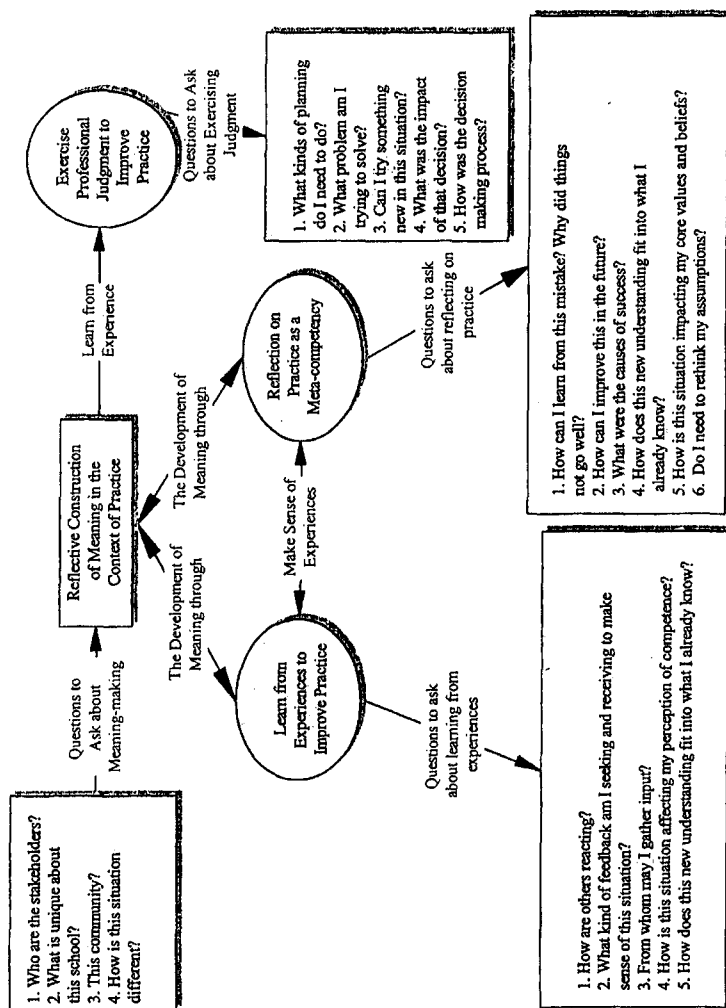 1. Who are the stakeholders?
2. What is unique about
this school?
3. This community?
4. How is this situation
different?
Questions to
Ask about
Meaning-making
Reflective Construction
of Meaning in the
Context of Practice
Learn from
Experience
Exercise
Professional
Judgment to
Improve
Practice
Questions to Ask
about Exercising
Judgment
1. What kinds of planning
do I need to do?
2. What problem am I
trying to solve?
3. Can I try something
new in this situation?
4. What was the impact
of that decision?
5. How was the decision
making process?
The Development of
Meaning through
The Development of
Meaning through
Learn from
Experiences to
Improve Practice
Make Sense of
Experiences
Reflection on
Practice as a
Meta-competency
Questions to ask
about learning from
experiences
Questions to ask
about reflecting on
practice
1. How are others reacting?
2. What kind of feedback am I seeking and receiving to make
sense of this situation?
3. From whom may I gather input?
4. How is this situation affecting my perception of competence?
5. How does this new understanding fit into what I already know?
1. How can I learn from this mistake? Why did things
not go well?
2. How can I improve this in the future?
3. What were the causes of success?
4. How does this new understanding fit into what I
already know?
5. How is this situation impacting my core values and beliefs?
6. Do I need to rethink my assumptions?